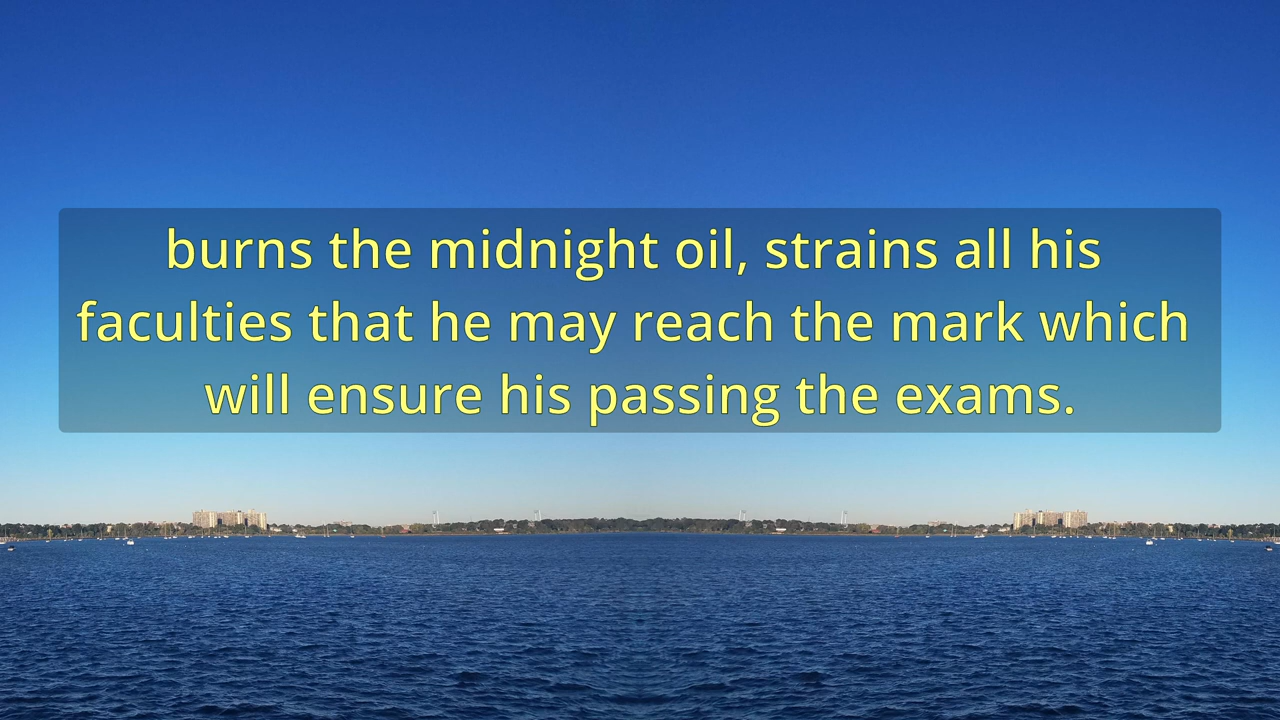 burns the midnight oil, strains all his
faculties that he may reach the mark which
will ensure his passing the exams.